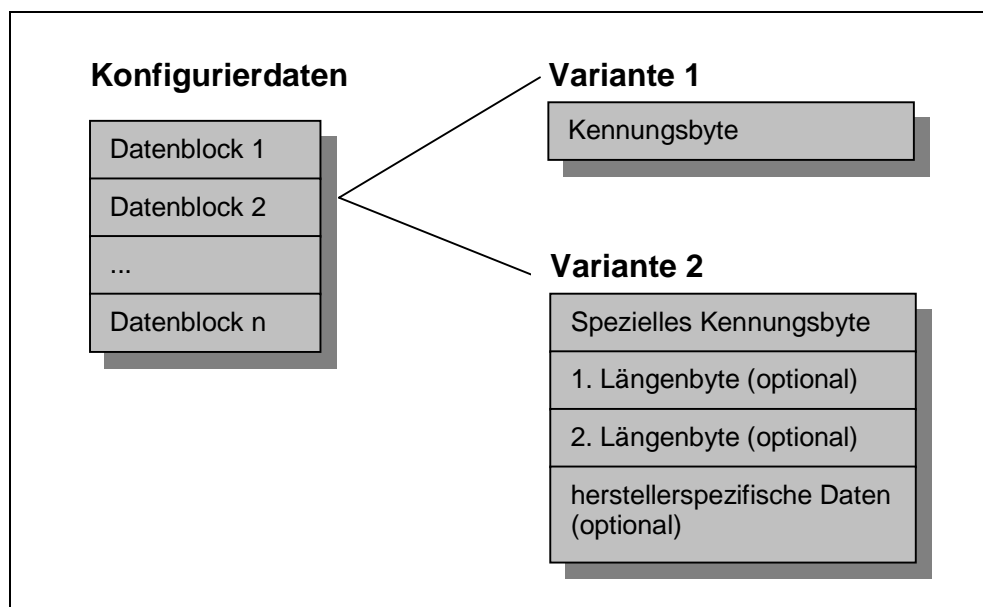 Konfigurierdaten
Datenblock 1
Datenblock 2
...
Datenblock n
Variante 1
Kennungsbyte
Variante 2
Spezielles Kennungsbyte
1. Längenbyte (optional)
2. Längenbyte (optional)
herstellerspezifische Daten
(optional)